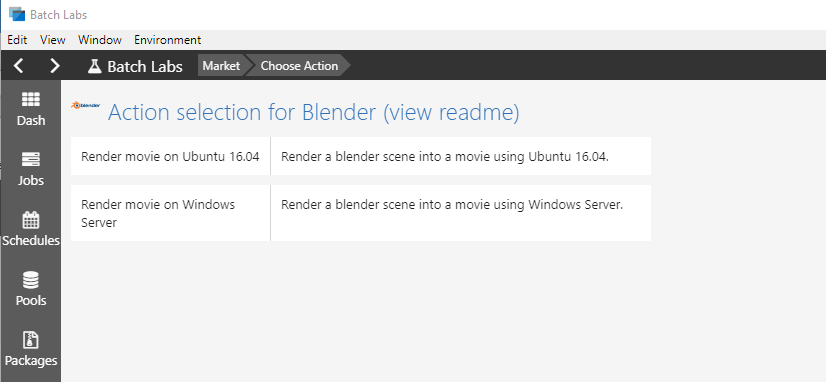 Batch Labs
Edit View Window Environment
Batch Labs Market Choose Action
Dash
Jobs
Schedules
Pools
Packages
blender Action selection for Blender (view readme)
Render movie on Ubuntu 16.04 Render a blender scene into a movie using Ubuntu 16.04.
Render movie on Windows Render a blender scene into a movie using Windows Server.
Server